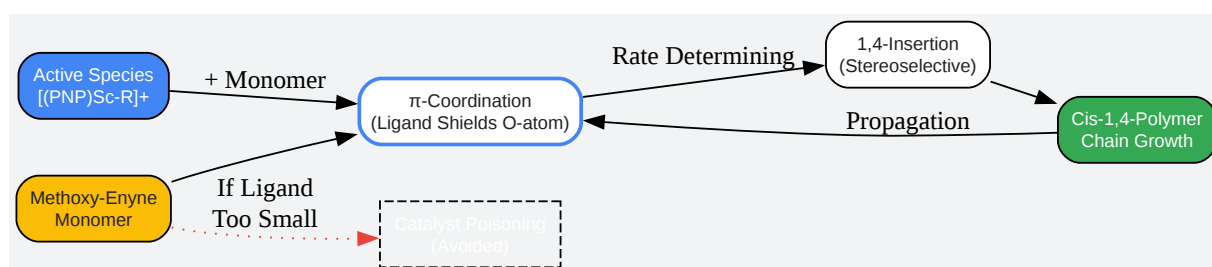 Active Species
[(PNP)Sc-R]+
+ Monomer
π-Coordination
(Ligand Shields O-atom)
Rate Determining
1,4-Insertion
(Stereoselective)
Propagation
Cis-1,4-Polymer
Chain Growth
Methoxy-Enyne
Monomer
If Ligand
Too Small
Catalyst Poisoning
(Avoided)